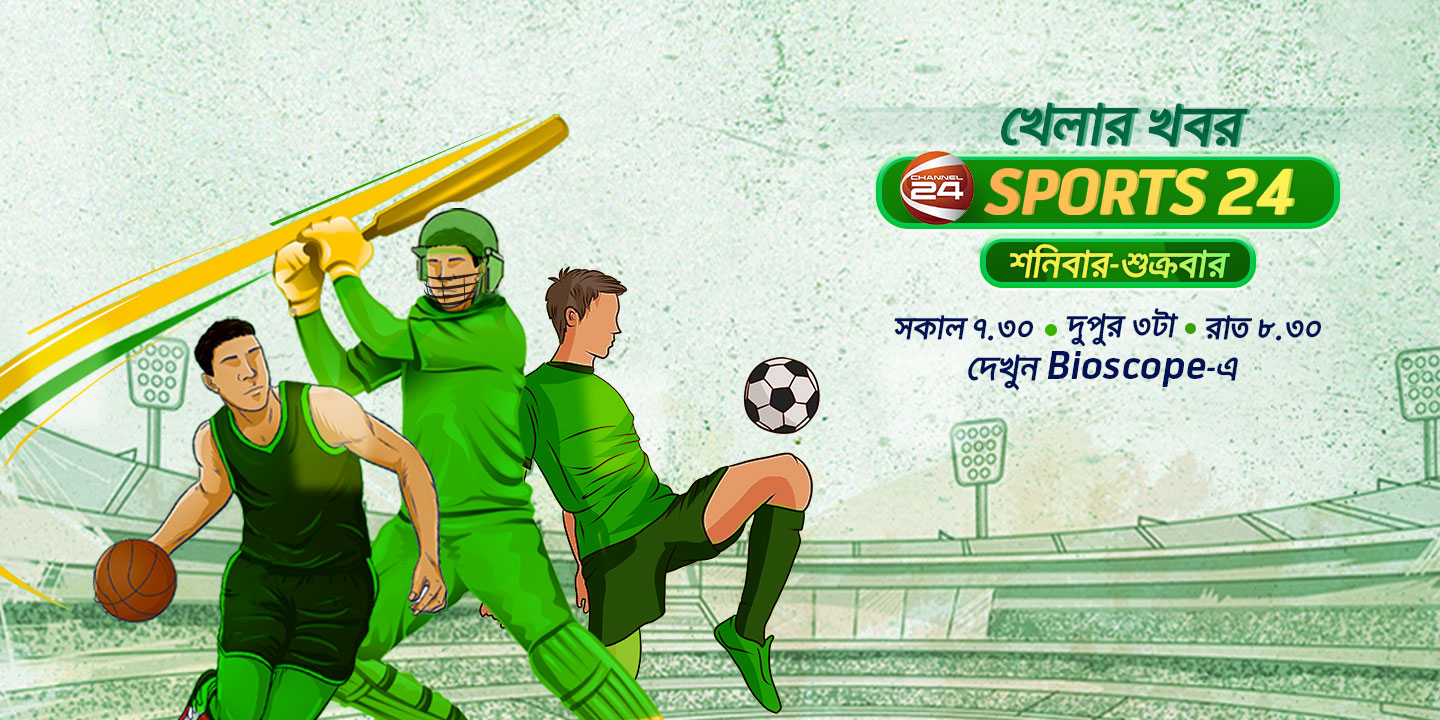 খেলার খবর
CHANNEL
24
SPORTS 24
শনিবার-শুক্রবার
সকাল ৭.৩০ • দুপুর ৩টা • রাত ৮.৩০
দেখুন Bioscope-এ